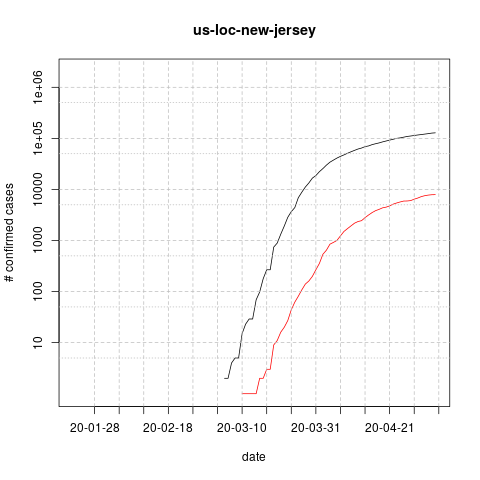 us-loc-new-jersey
1e+06
1e+05
10000
1000
100
10
# confirmed cases
20-01-28 20-02-18 20-03-10 20-03-31 20-04-21
date